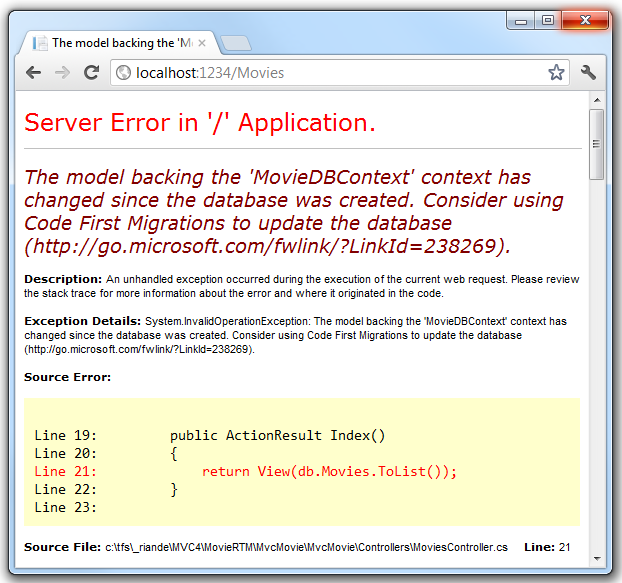 The model backing the 'M
localhost:1234/Movies
Server Error in '/' Application.
The model backing the 'MovieDBContext' context has
changed since the database was created. Consider using
Code First Migrations to update the database
(http://go.microsoft.com/fwlink/?LinkId=238269).
Description: An unhandled exception occurred during the execution of the current web request. Please review
the stack trace for more information about the error and where it originated in the code.
Exception Details: System.InvalidOperationException: The model backing the 'MovieDBContext' context has
changed since the database was created. Consider using Code First Migrations to update the database
(http://go.microsoft.com/fwlink/?LinkId=238269).
Source Error:
Line 19:         public ActionResult Index()
Line 20:         {
Line 21:             return View(db.Movies.ToList());
Line 22:         }
Line 23:
Source File: c:\tfs\_riande\MVC4\MovieRTM\MvcMovie\MvcMovie\Controllers\MoviesController.cs    Line: 21